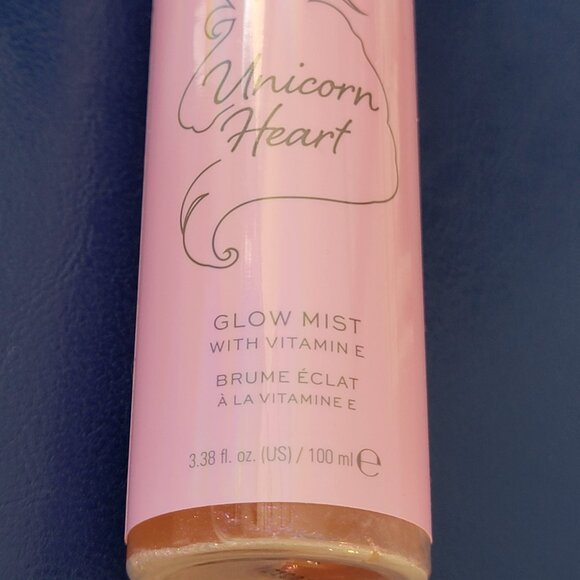 Unicorn
Heart
GLOW MIST
WITH VITAMIN E
BRUME ÉCLAT
À LA VITAMINE E
3.38 fl. oz. (US) / 100 ml ℮